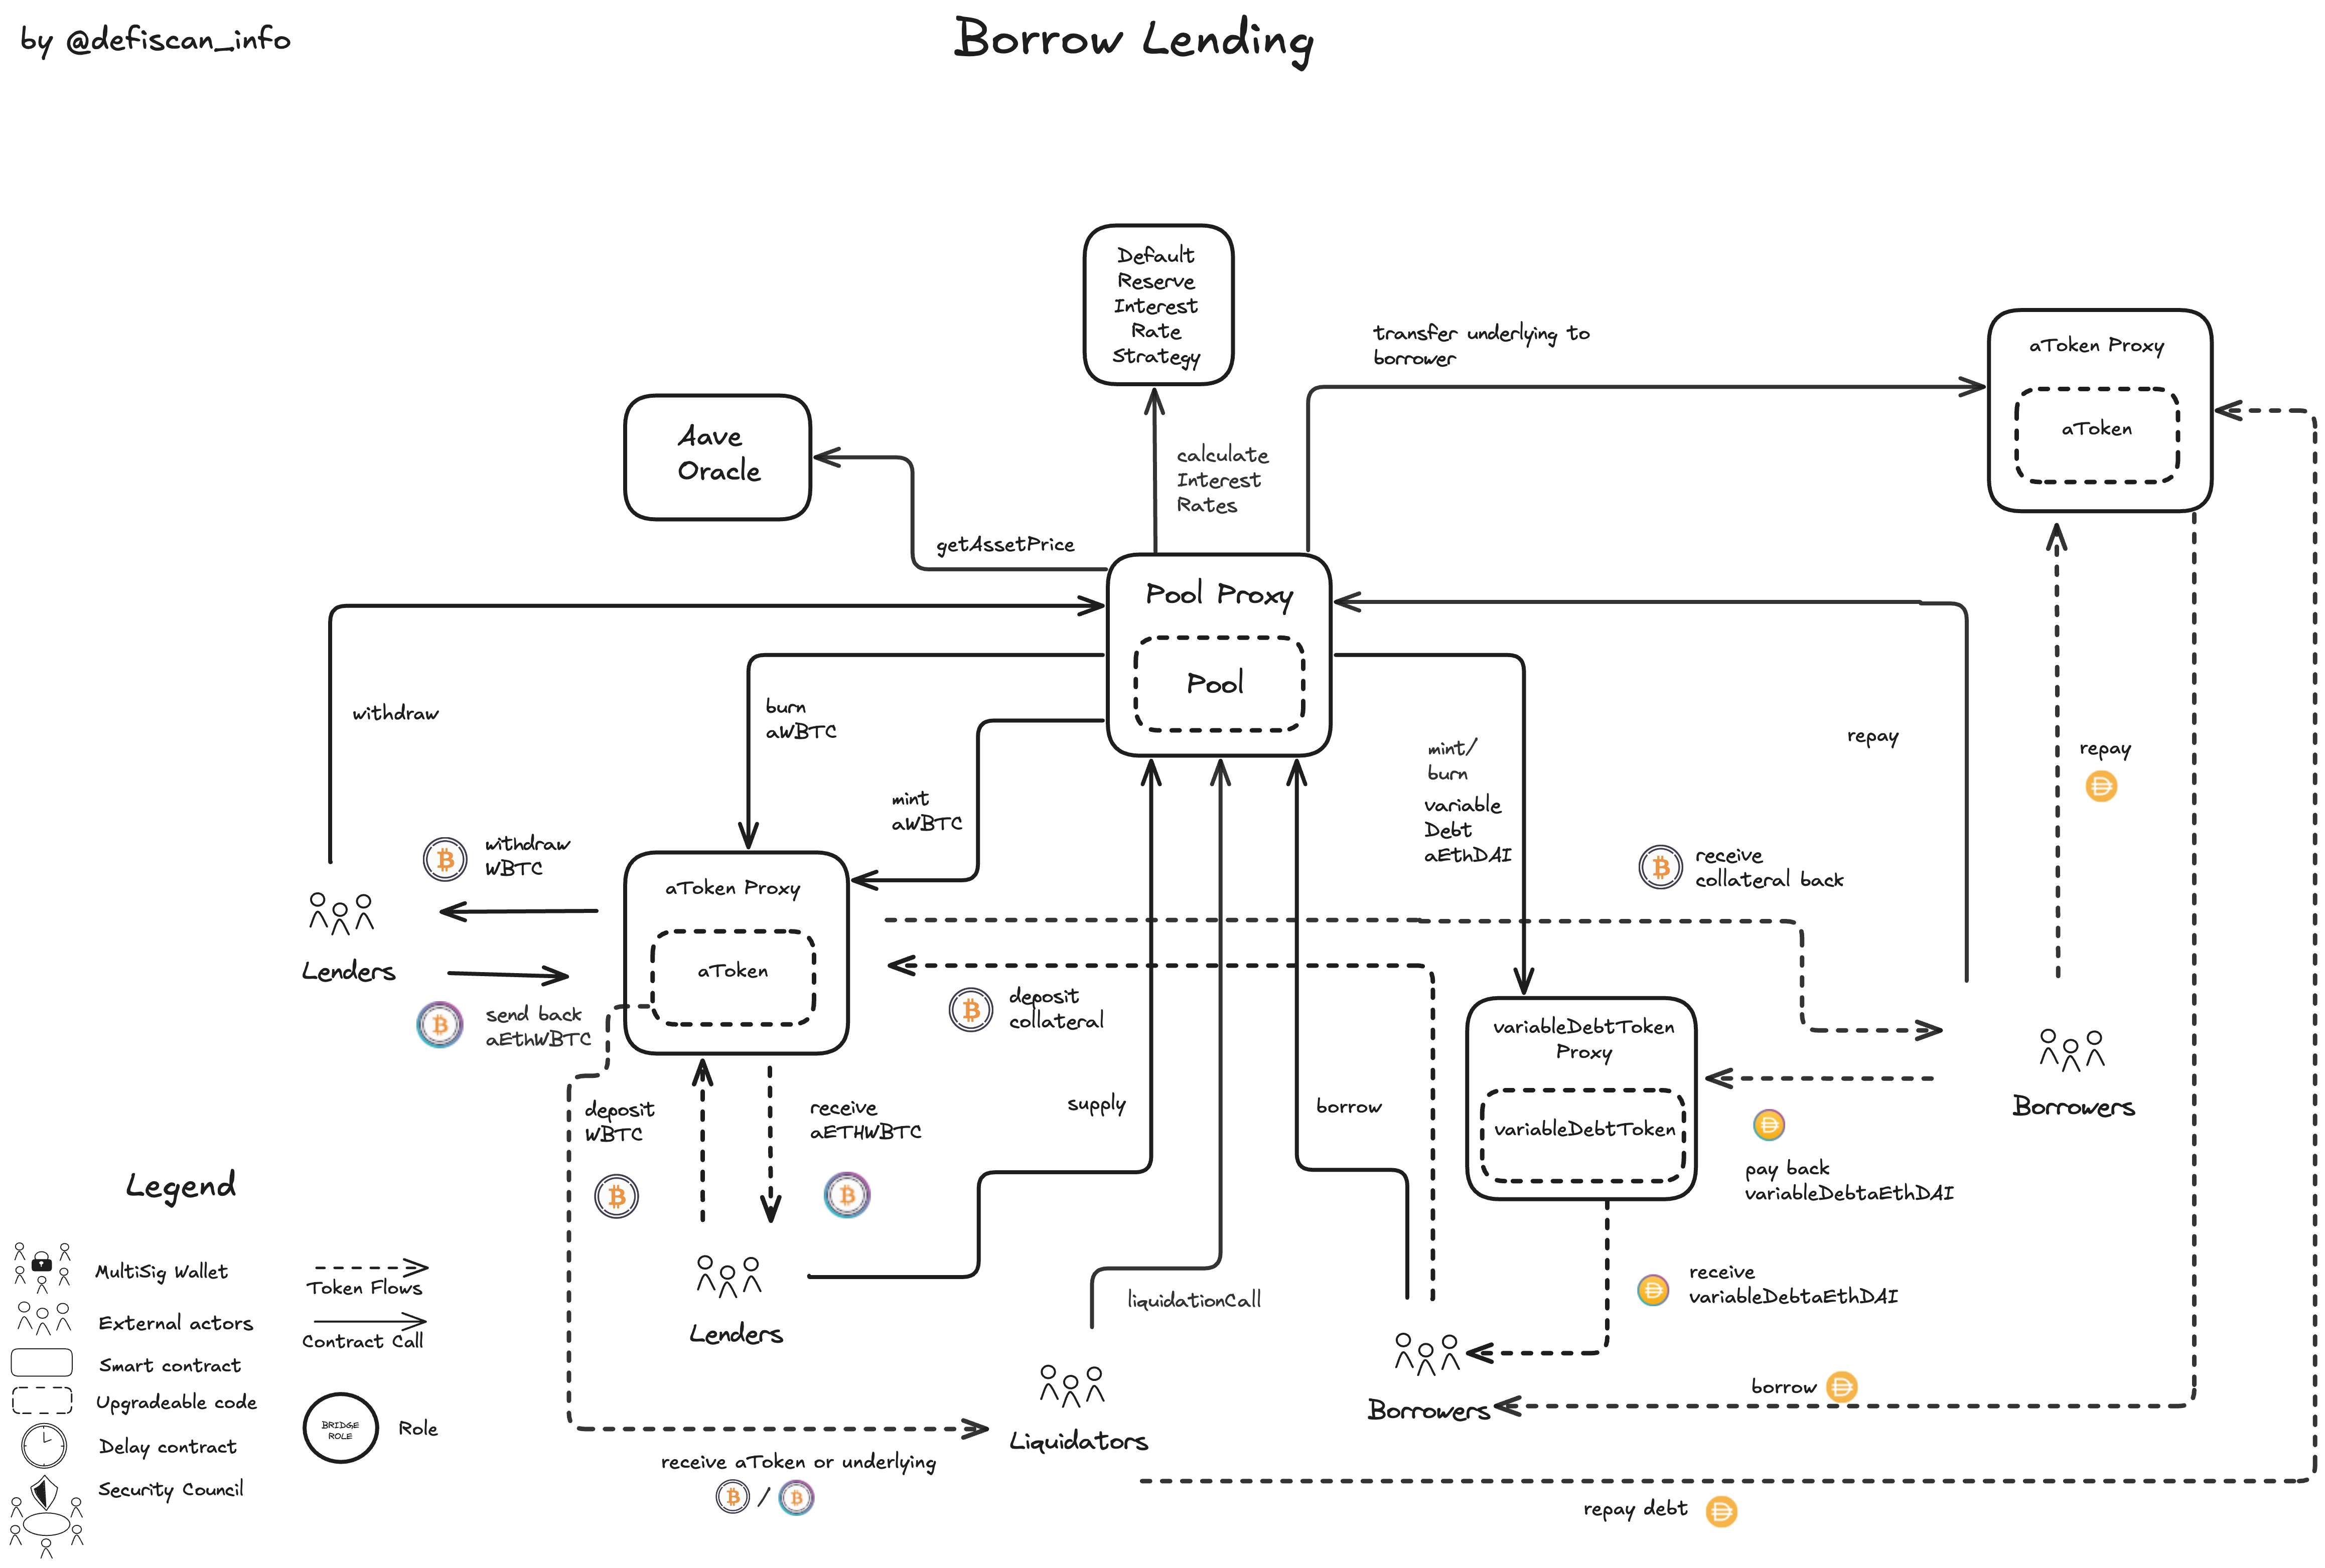 by @defiscan_info
Borrow Lending
Default
Reserve
Interest
Rate
Strategy
transfer underlying to
borrower
aToken Proxy
aToken
Aave
Oracle
calculate
Interest
Rates
getAssetPrice
Pool Proxy
Pool
withdraw
burn
aWBTC
mint
aWBTC
mint/
burn
variable
Debt
aEthDAI
repay
repay
withdraw
WBTC
receive
collateral back
aToken Proxy
aToken
Lenders
send back
aEthWBTC
deposit
collateral
variableDebtToken
Proxy
variableDebtToken
Borrowers
deposit
WBTC
receive
aETHWBTC
supply
borrow
pay back
variableDebtaEthDAI
receive
variableDebtaEthDAI
Lenders
liquidationCall
Borrowers
borrow
Liquidators
receive aToken or underlying
/
repay debt
Legend
MultiSig Wallet
External actors
Smart contract
Upgradeable code
Delay contract
Security Council
Token Flows
Contract Call
BRIDGE
ROLE
Role